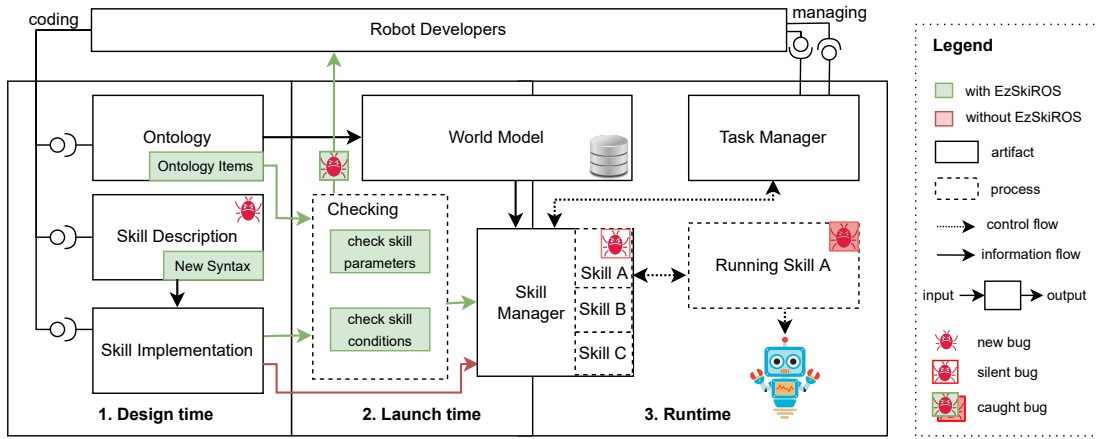 coding
Robot Developers
managing
Ontology
Ontology Items
World Model
Task Manager
Skill Description
New Syntax
Checking
check skill
parameters
check skill
conditions
Skill
Manager
Skill A
Skill B
Skill C
Running Skill A
Skill Implementation
1. Design time
2. Launch time
3. Runtime
Legend
with EzSkiROS
without EzSkiROS
artifact
process
control flow
information flow
input
output
new bug
silent bug
caught bug